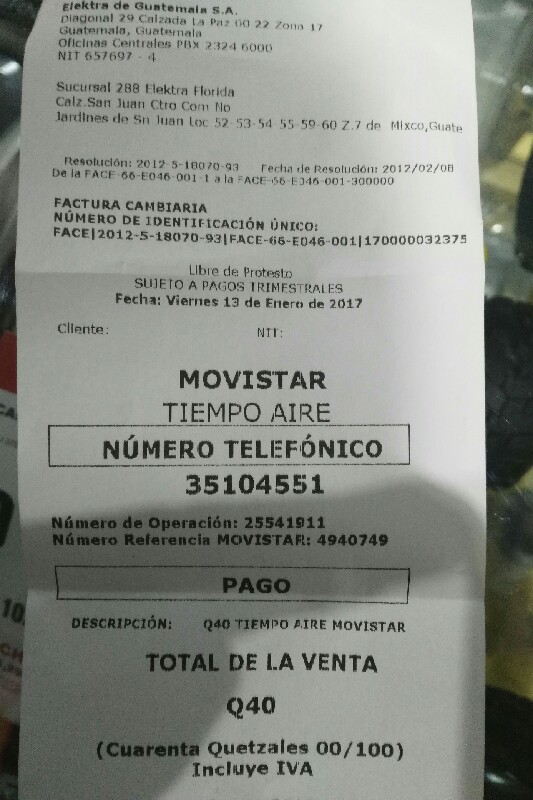 Elektra de Guatemala S.A.
Diagonal 29 Calzada La Paz 00 22 Zona 17
Guatemala, Guatemala
Oficinas Centrales PBX 2324 6000
NIT 657697 - 4
Sucursal 288 Elektra Florida
Calz.San Juan Ctro Com No
Jardines de Sn Juan Loc 52-53-54-55-59-60 Z.7 de Mixco,Guate
Resolución: 2012-5-18070-93 Fecha de Resolución: 2012/02/08
De la FACE-66-E046-001-1 a la FACE-66-E046-001-300000
FACTURA CAMBIARIA
NÚMERO DE IDENTIFICACIÓN ÚNICO:
FACE|2012-5-18070-93|FACE-66-E046-001|170000032375
Libre de Protesto
SUJETO A PAGOS TRIMESTRALES
Fecha: Viernes 13 de Enero de 2017
Cliente: NIT:
MOVISTAR
TIEMPO AIRE
NÚMERO TELEFÓNICO
35104551
Número de Operación: 25541911
Número Referencia MOVISTAR: 4940749
PAGO
DESCRIPCIÓN: Q40 TIEMPO AIRE MOVISTAR
TOTAL DE LA VENTA
Q40
(Cuarenta Quetzales 00/100)
Incluye IVA